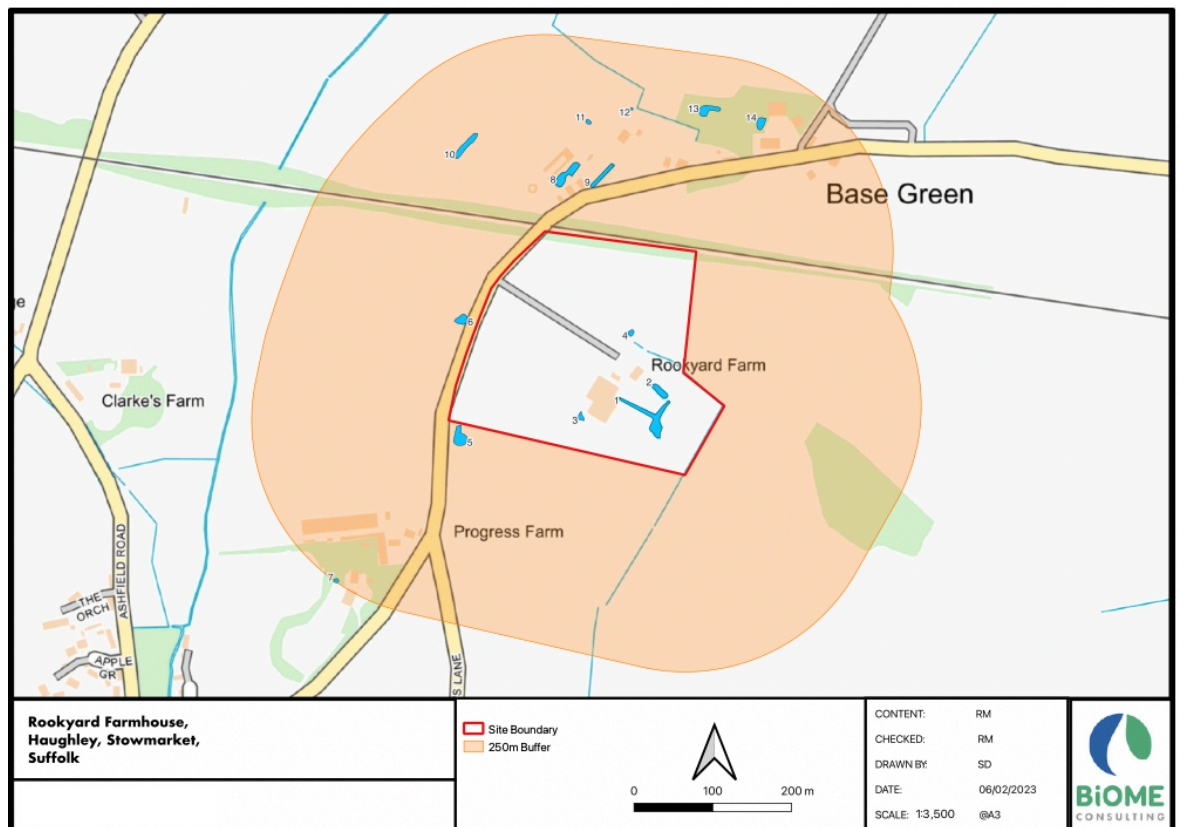 12
13
11
14
10
8
9
Base Green
6
4
Rookyard Farm
2
Clarke's Farm
1
3
5
ASHFIELD ROAD
Progress Farm
7
THE
ORCH
APPLE
GR
S LANE
Rookyard Farmhouse,
Haughley, Stowmarket,
Suffolk
Site Boundary
250m Buffer
0 100 200 m
CONTENT: RM
CHECKED: RM
DRAWN BY: SD
DATE: 06/02/2023
SCALE: 1:3,500 @A3
BiOME
CONSULTING